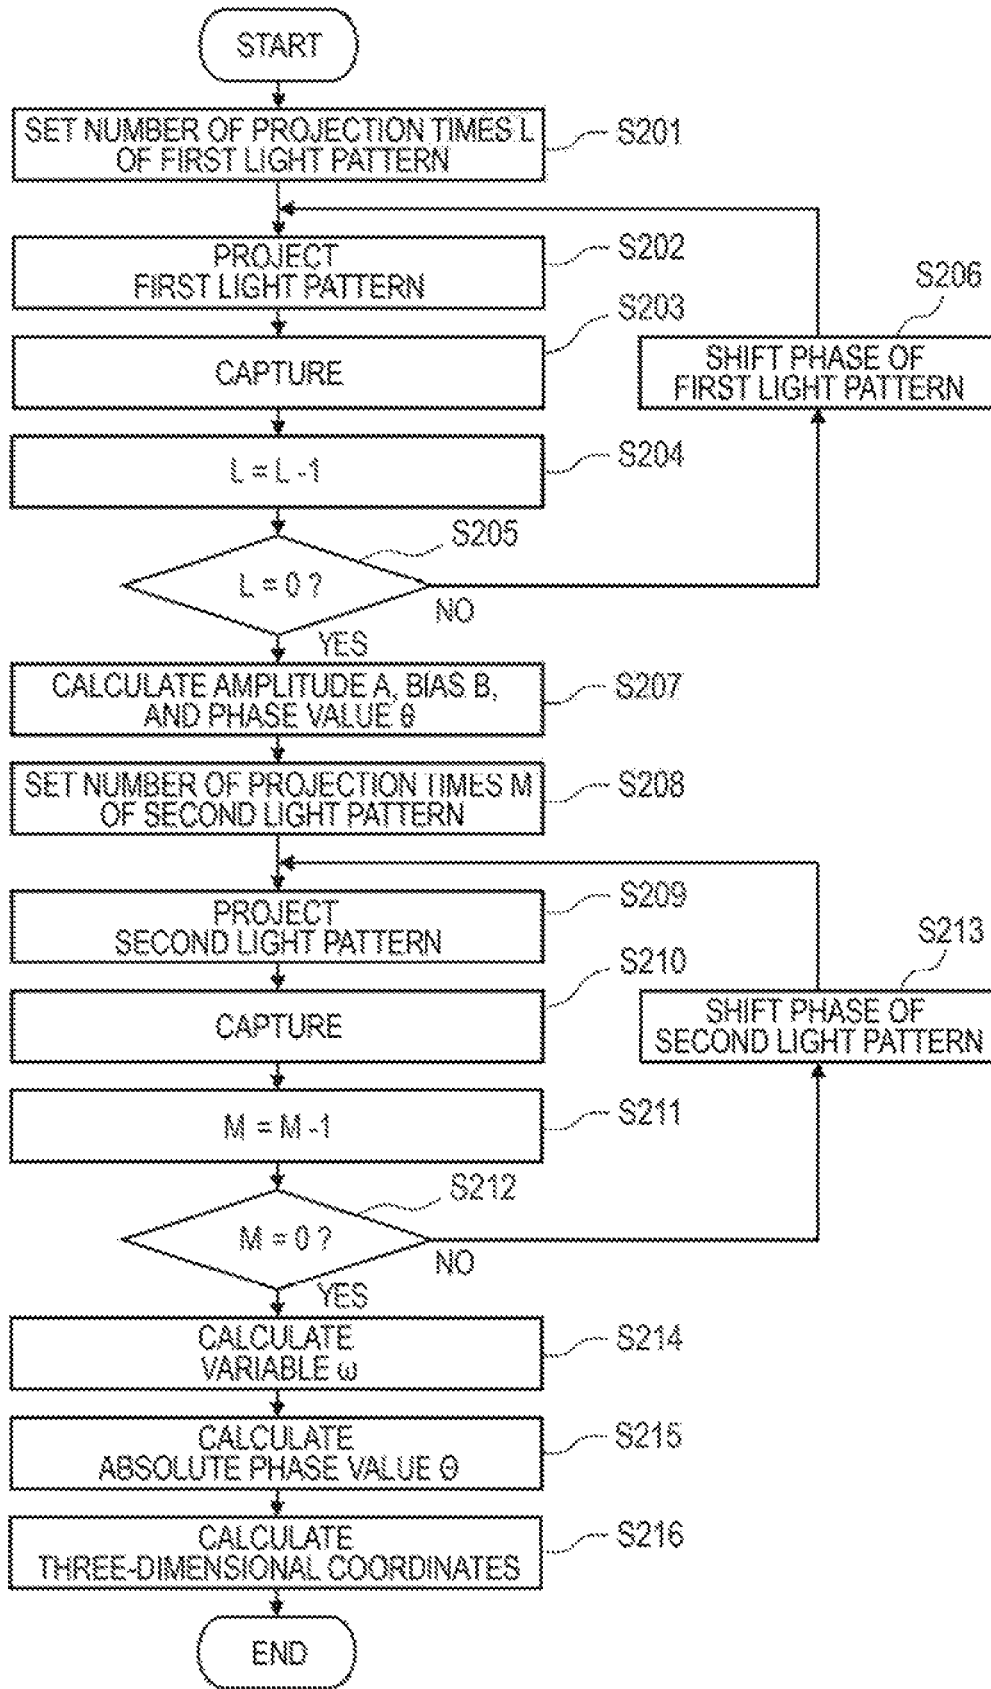 START
SET NUMBER OF PROJECTION TIMES L
OF FIRST LIGHT PATTERN
S201
PROJECT
FIRST LIGHT PATTERN
S202
CAPTURE
S203
SHIFT PHASE OF
FIRST LIGHT PATTERN
S206
L = L -1
S204
L = 0 ?
S205
NO
YES
CALCULATE AMPLITUDE A, BIAS B,
AND PHASE VALUE θ
S207
SET NUMBER OF PROJECTION TIMES M
OF SECOND LIGHT PATTERN
S208
PROJECT
SECOND LIGHT PATTERN
S209
CAPTURE
S210
SHIFT PHASE OF
SECOND LIGHT PATTERN
S213
M = M -1
S211
M = 0 ?
S212
NO
YES
CALCULATE
VARIABLE ω
S214
CALCULATE
ABSOLUTE PHASE VALUE Θ
S215
CALCULATE
THREE-DIMENSIONAL COORDINATES
S216
END